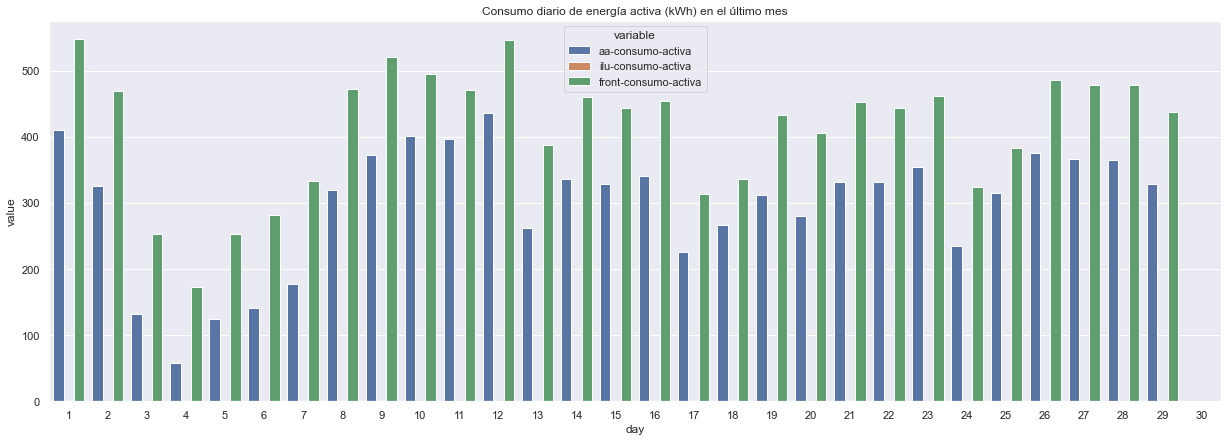 Consumo diario de energía activa (kWh) en el último mes
variable
aa-consumo-activa
ilu-consumo-activa
front-consumo-activa
value
500
400
300
200
100
0
1 2 3 4 5 6 7 8 9 10 11 12 13 14 15 16 17 18 19 20 21 22 23 24 25 26 27 28 29 30
day